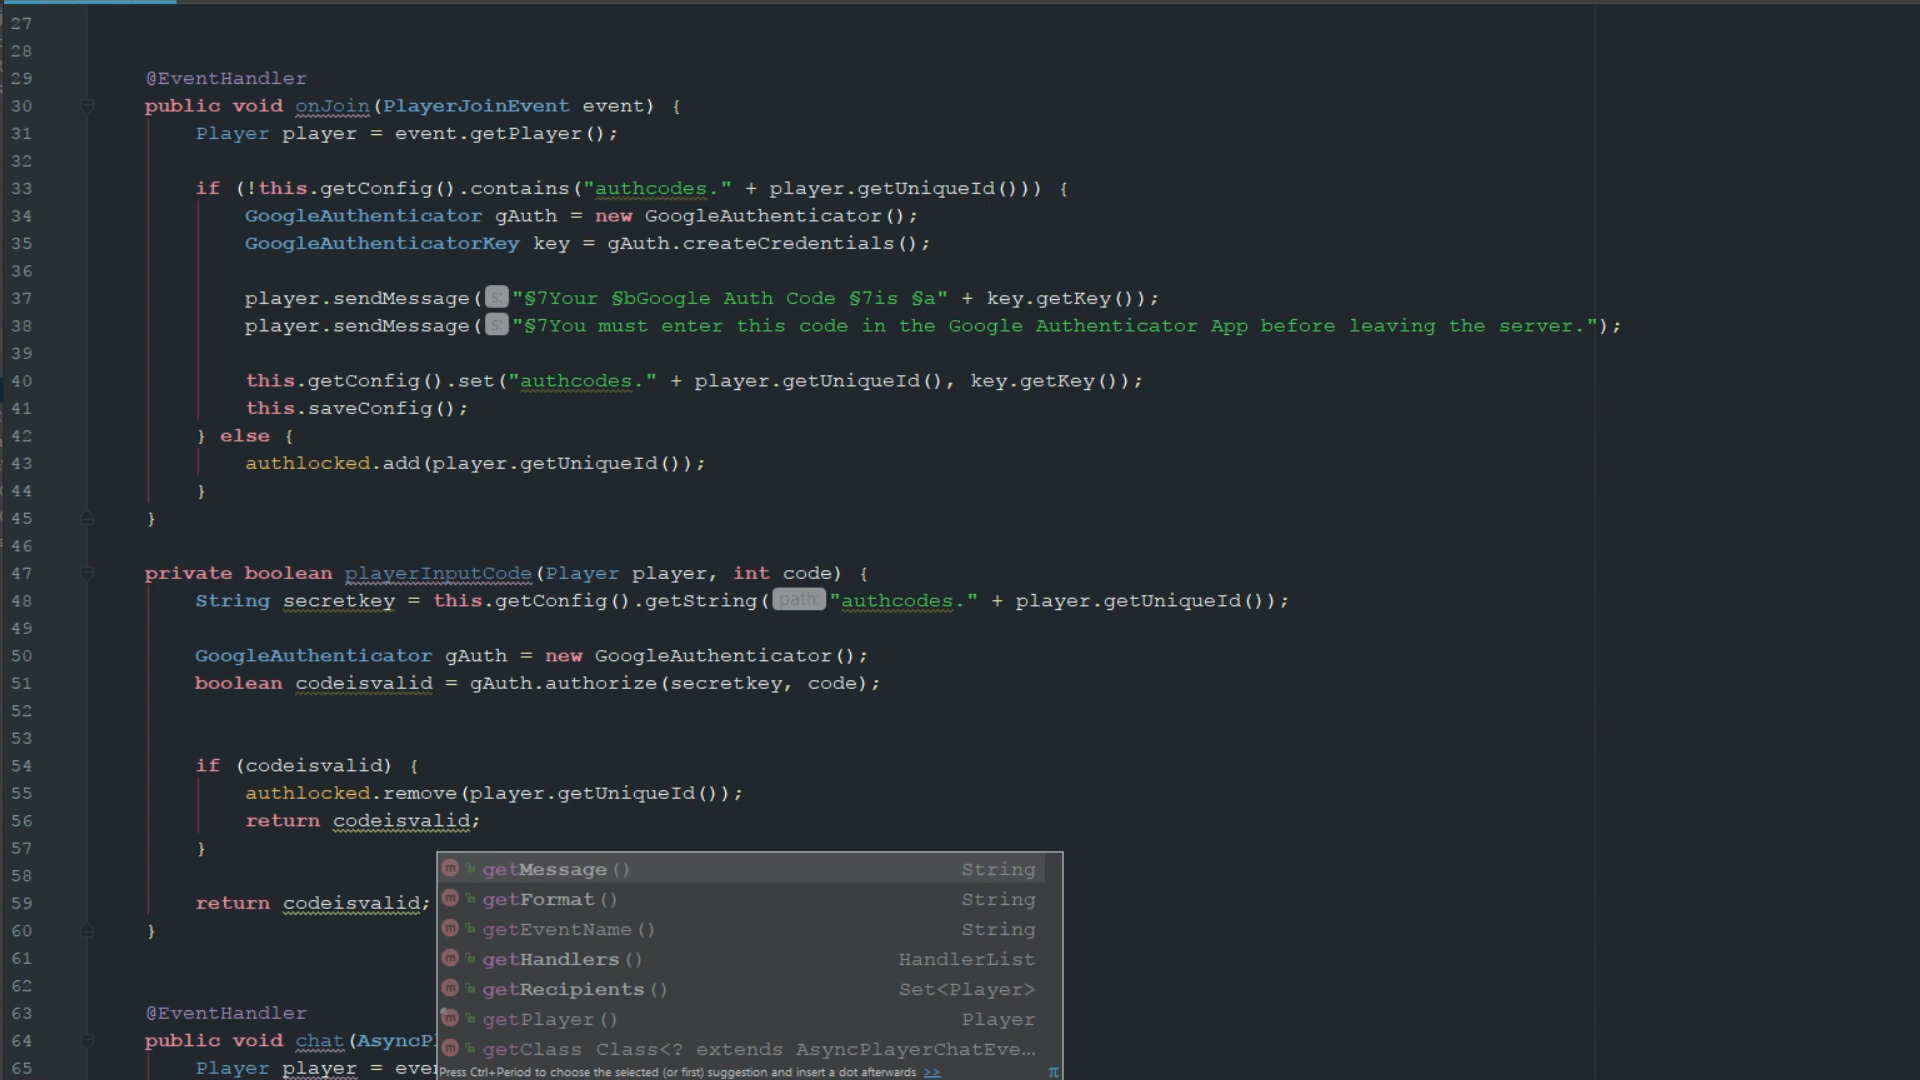 27
28
29 @EventHandler
30 public void onJoin(PlayerJoinEvent event) {
31 Player player = event.getPlayer();
32
33 if (!this.getConfig().contains("authcodes." + player.getUniqueId())) {
34 GoogleAuthenticator gAuth = new GoogleAuthenticator();
35 GoogleAuthenticatorKey key = gAuth.createCredentials();
36
37 player.sendMessage( s: "§7Your §bGoogle Auth Code §7is §a" + key.getKey());
38 player.sendMessage( s: "§7You must enter this code in the Google Authenticator App before leaving the server.");
39
40 this.getConfig().set("authcodes." + player.getUniqueId(), key.getKey());
41 this.saveConfig();
42 } else {
43 authlocked.add(player.getUniqueId());
44 }
45 }
46
47 private boolean playerInputCode(Player player, int code) {
48 String secretkey = this.getConfig().getString( path: "authcodes." + player.getUniqueId());
49
50 GoogleAuthenticator gAuth = new GoogleAuthenticator();
51 boolean codeisvalid = gAuth.authorize(secretkey, code);
52
53
54 if (codeisvalid) {
55 authlocked.remove(player.getUniqueId());
56 return codeisvalid;
57 }
58
59 return codeisvalid;
60 }
61
62
63 @EventHandler
64 public void chat(AsyncP
65 Player player = eve
m getMessage() String
m getFormat() String
m getEventName() String
m getHandlers() HandlerList
m getRecipients() Set<Player>
m getPlayer() Player
m getClass Class<? extends AsyncPlayerChatEve...
Press Ctrl+Period to choose the selected (or first) suggestion and insert a dot afterwards >> π